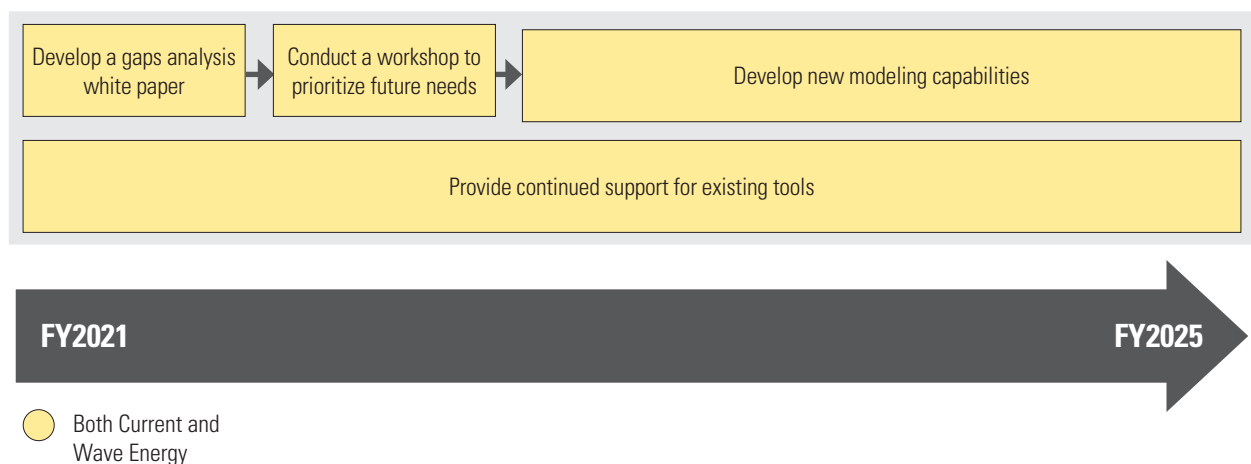 Develop a gaps analysis
white paper
Conduct a workshop to
prioritize future needs
Develop new modeling capabilities
Provide continued support for existing tools
FY2021
FY2025
Both Current and
Wave Energy